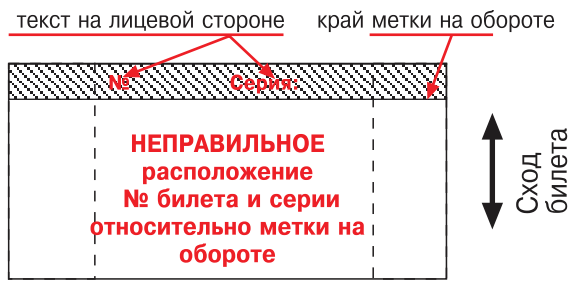 текст на лицевой стороне
край метки на обороте
№ Серия:
НЕПРАВИЛЬНОЕ
расположение
№ билета и серии
относительно метки на
обороте
Сход
билета